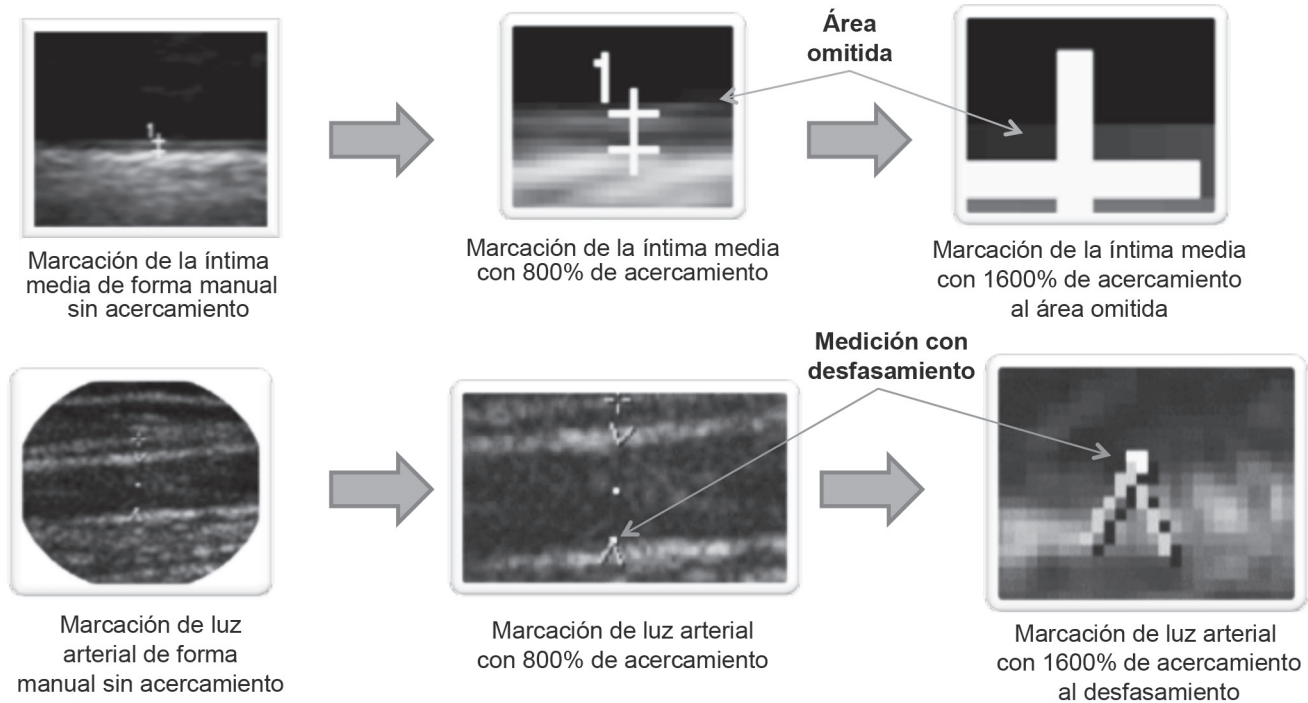 Área
omitida
1
1
Marcación de la íntima
media de forma manual
sin acercamiento
Marcación de la íntima media
con 800% de acercamiento
Marcación de la íntima media
con 1600% de acercamiento
al área omitida
Medición con
desfasamiento
Marcación de luz
arterial de forma
manual sin acercamiento
Marcación de luz arterial
con 800% de acercamiento
Marcación de luz arterial
con 1600% de acercamiento
al desfasamiento